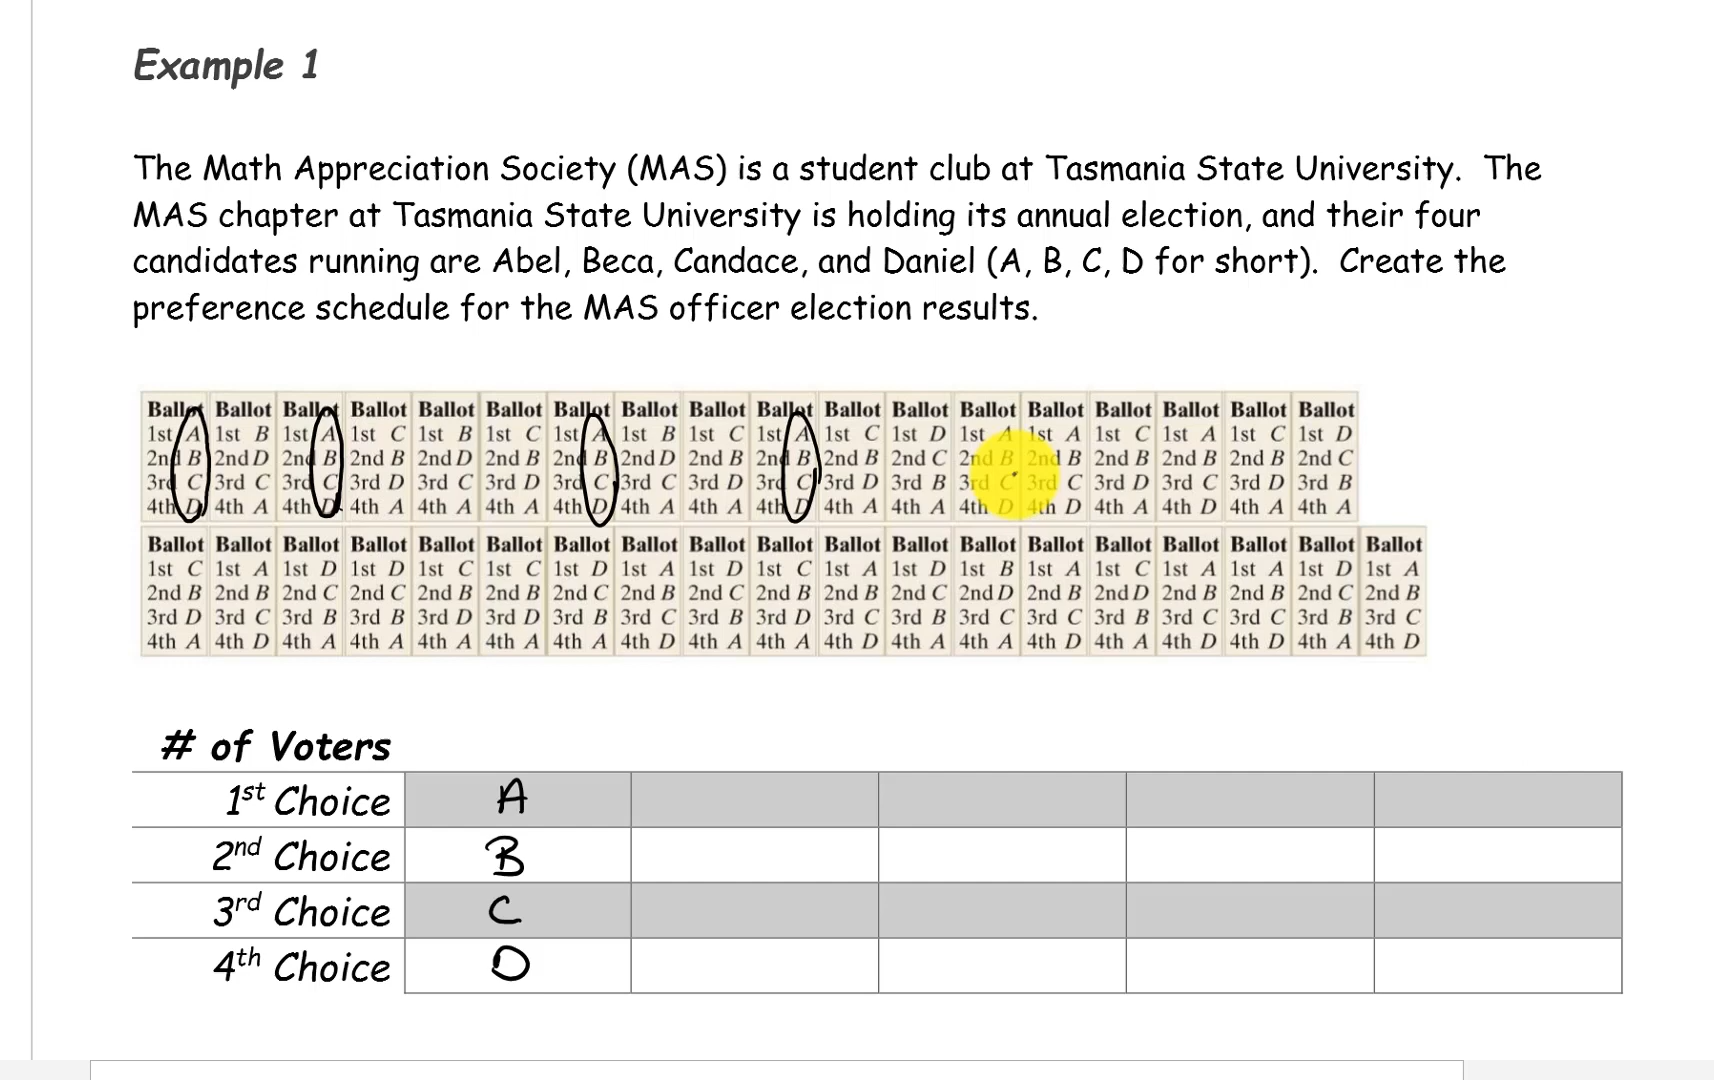 Example 1
The Math Appreciation Society (MAS) is a student club at Tasmania State University. The
MAS chapter at Tasmania State University is holding its annual election, and their four
candidates running are Abel, Beca, Candace, and Daniel (A, B, C, D for short). Create the
preference schedule for the MAS officer election results.
Ballot Ballot Ballot Ballot Ballot Ballot Ballot Ballot Ballot Ballot Ballot Ballot Ballot Ballot Ballot Ballot Ballot Ballot
1st A 1st B 1st A 1st C 1st B 1st C 1st A 1st B 1st C 1st A 1st C 1st D 1st A 1st A 1st C 1st A 1st C 1st D
2nd B 2nd D 2nd B 2nd B 2nd D 2nd B 2nd B 2nd D 2nd B 2nd B 2nd B 2nd C 2nd B 2nd B 2nd B 2nd B 2nd B 2nd C
3rd C 3rd C 3rd C 3rd D 3rd C 3rd D 3rd C 3rd C 3rd D 3rd C 3rd D 3rd B 3rd C 3rd C 3rd D 3rd C 3rd D 3rd B
4th D 4th A 4th D 4th A 4th A 4th A 4th D 4th A 4th A 4th D 4th A 4th A 4th D 4th D 4th A 4th D 4th A 4th A
Ballot Ballot Ballot Ballot Ballot Ballot Ballot Ballot Ballot Ballot Ballot Ballot Ballot Ballot Ballot Ballot Ballot Ballot Ballot
1st C 1st A 1st D 1st D 1st C 1st C 1st D 1st A 1st D 1st C 1st A 1st D 1st B 1st A 1st C 1st A 1st A 1st D 1st A
2nd B 2nd B 2nd C 2nd C 2nd B 2nd B 2nd C 2nd B 2nd C 2nd B 2nd B 2nd C 2nd D 2nd B 2nd D 2nd B 2nd B 2nd C 2nd B
3rd D 3rd C 3rd B 3rd B 3rd D 3rd D 3rd B 3rd C 3rd B 3rd D 3rd C 3rd B 3rd C 3rd C 3rd B 3rd C 3rd C 3rd B 3rd C
4th A 4th D 4th A 4th A 4th A 4th A 4th A 4th D 4th A 4th A 4th D 4th A 4th A 4th D 4th A 4th D 4th D 4th A 4th D
# of Voters
1st Choice A
2nd Choice B
3rd Choice C
4th Choice D